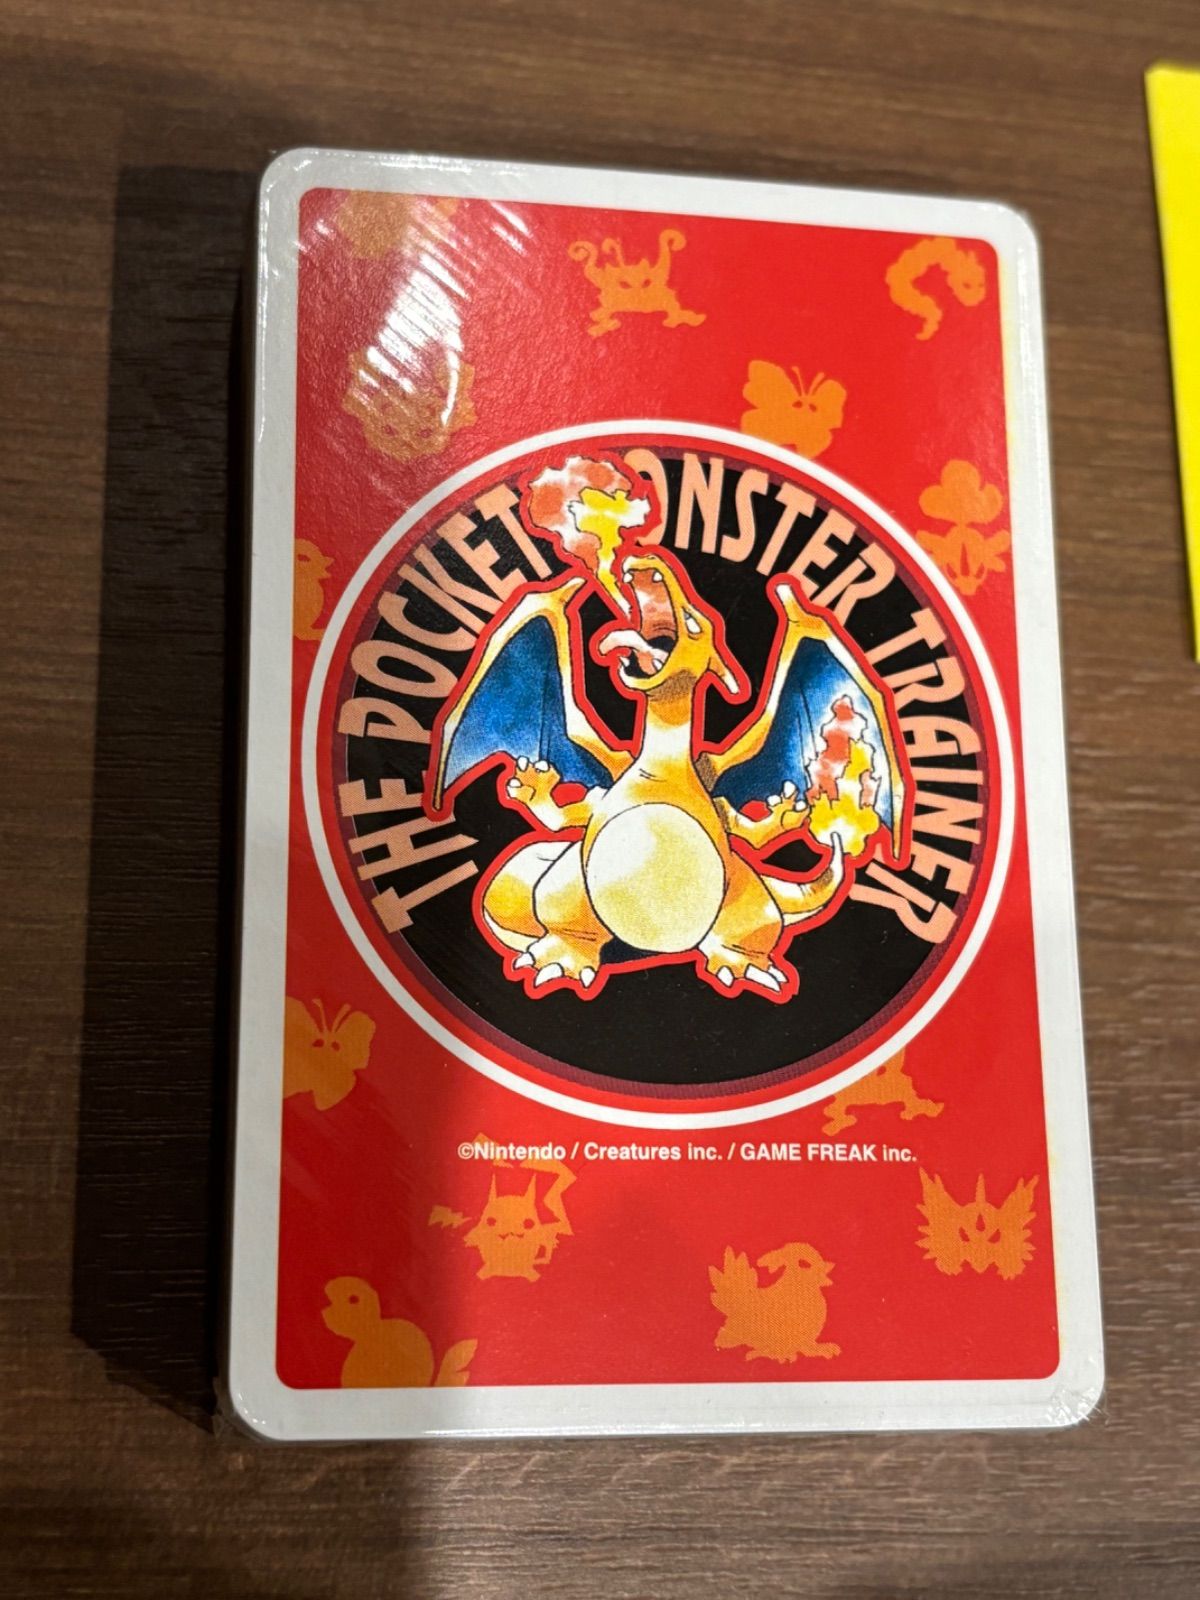 THE POCKET MONSTER TRAINER
©Nintendo / Creatures inc. / GAME FREAK inc.